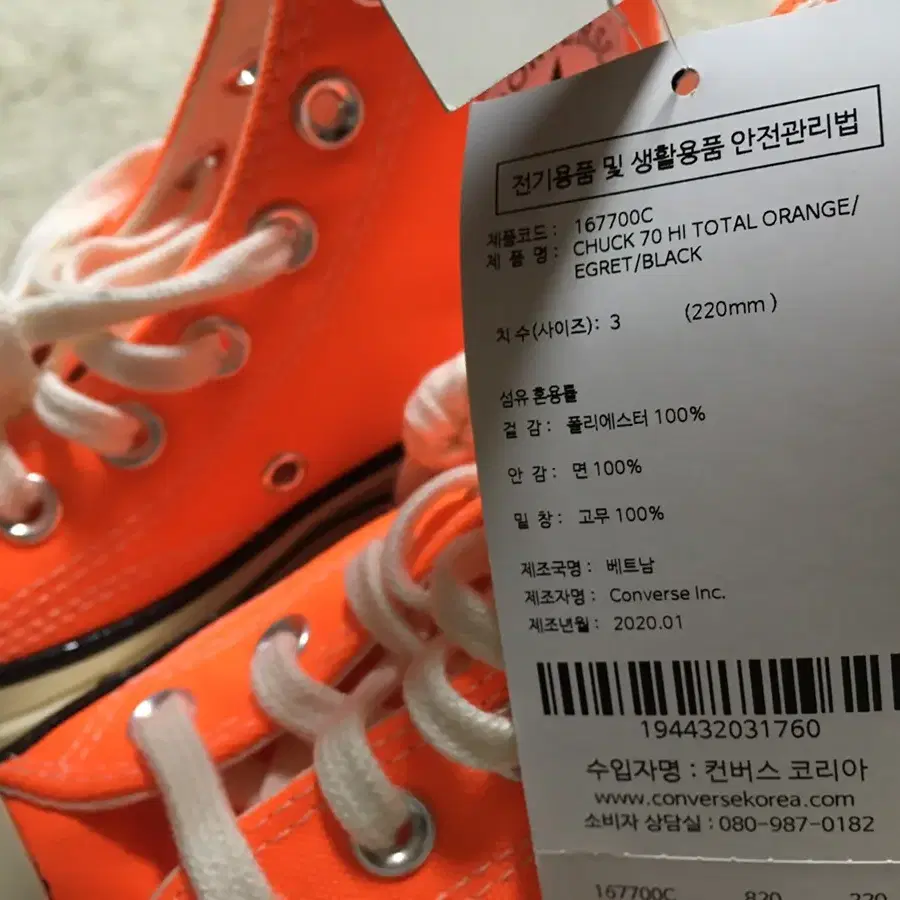 전기용품 및 생활용품 안전관리법
제품코드 : 167700C
제 품 명 : CHUCK 70 HI TOTAL ORANGE/
EGRET/BLACK
치 수(사이즈) : 3 (220mm )
섬유 혼용률
겉 감 : 폴리에스터 100%
안 감 : 면 100%
밑 창 : 고무 100%
제조국명 : 베트남
제조자명 : Converse Inc.
제조년월 : 2020.01
194432031760
수입자명 : 컨버스 코리아
www.conversekorea.com
소비자 상담실 : 080-987-0182
167700C 820 220